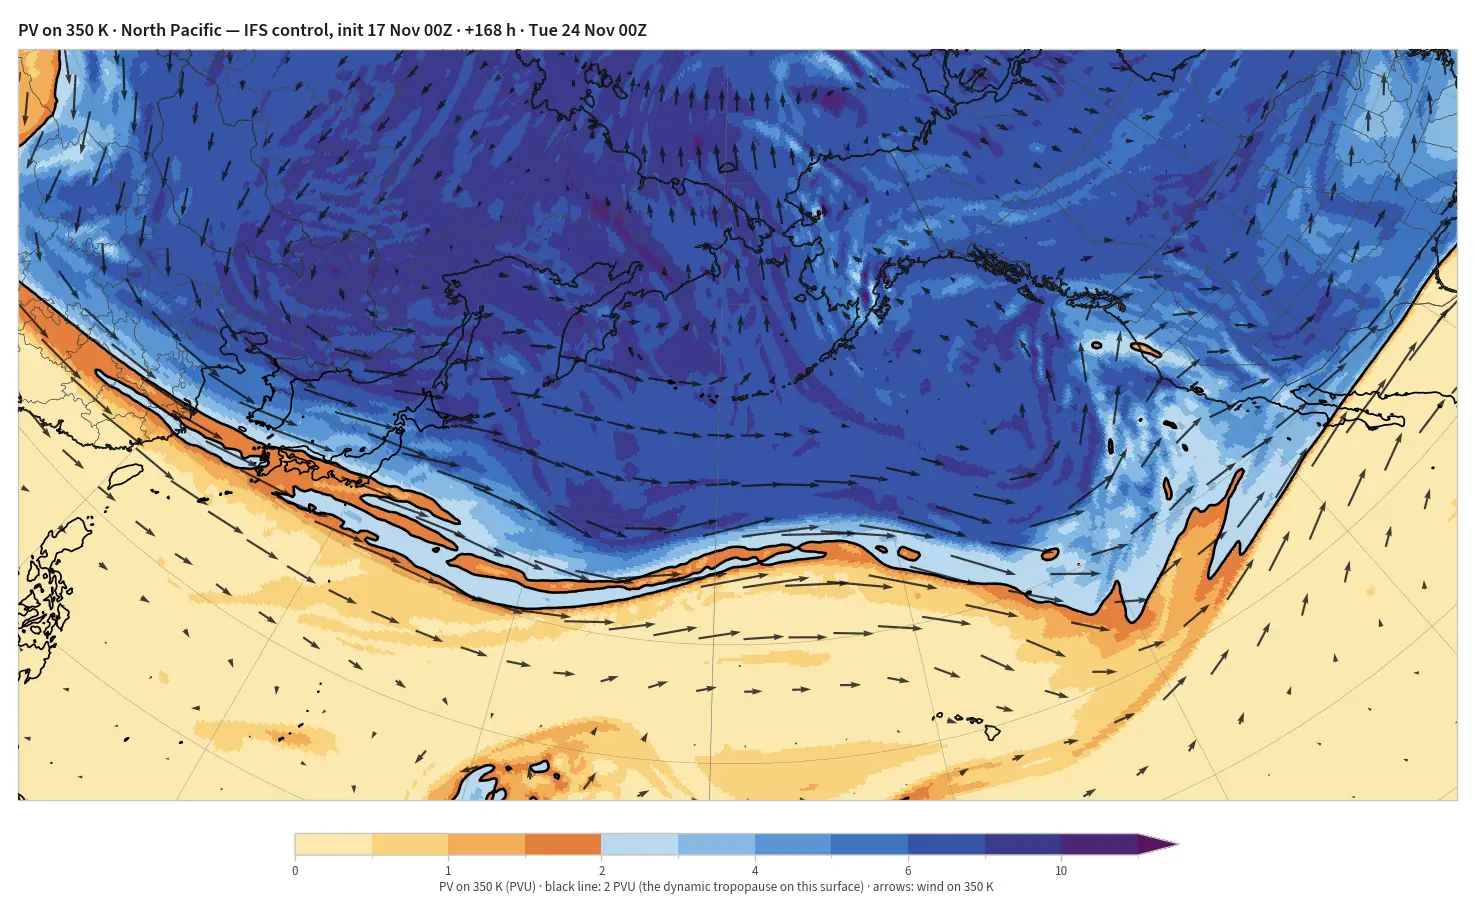 PV on 350 K · North Pacific — IFS control, init 17 Nov 00Z · +168 h · Tue 24 Nov 00Z
0 1 2 4 6 10
PV on 350 K (PVU) · black line: 2 PVU (the dynamic tropopause on this surface) · arrows: wind on 350 K